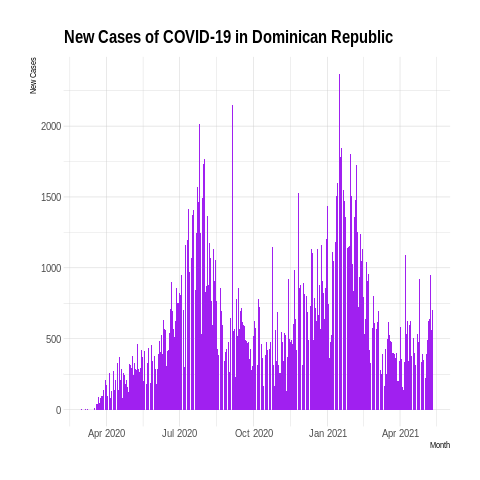 New Cases of COVID-19 in Dominican Republic
New Cases
2000
1500
1000
500
0
Apr 2020 Jul 2020 Oct 2020 Jan 2021 Apr 2021
Month